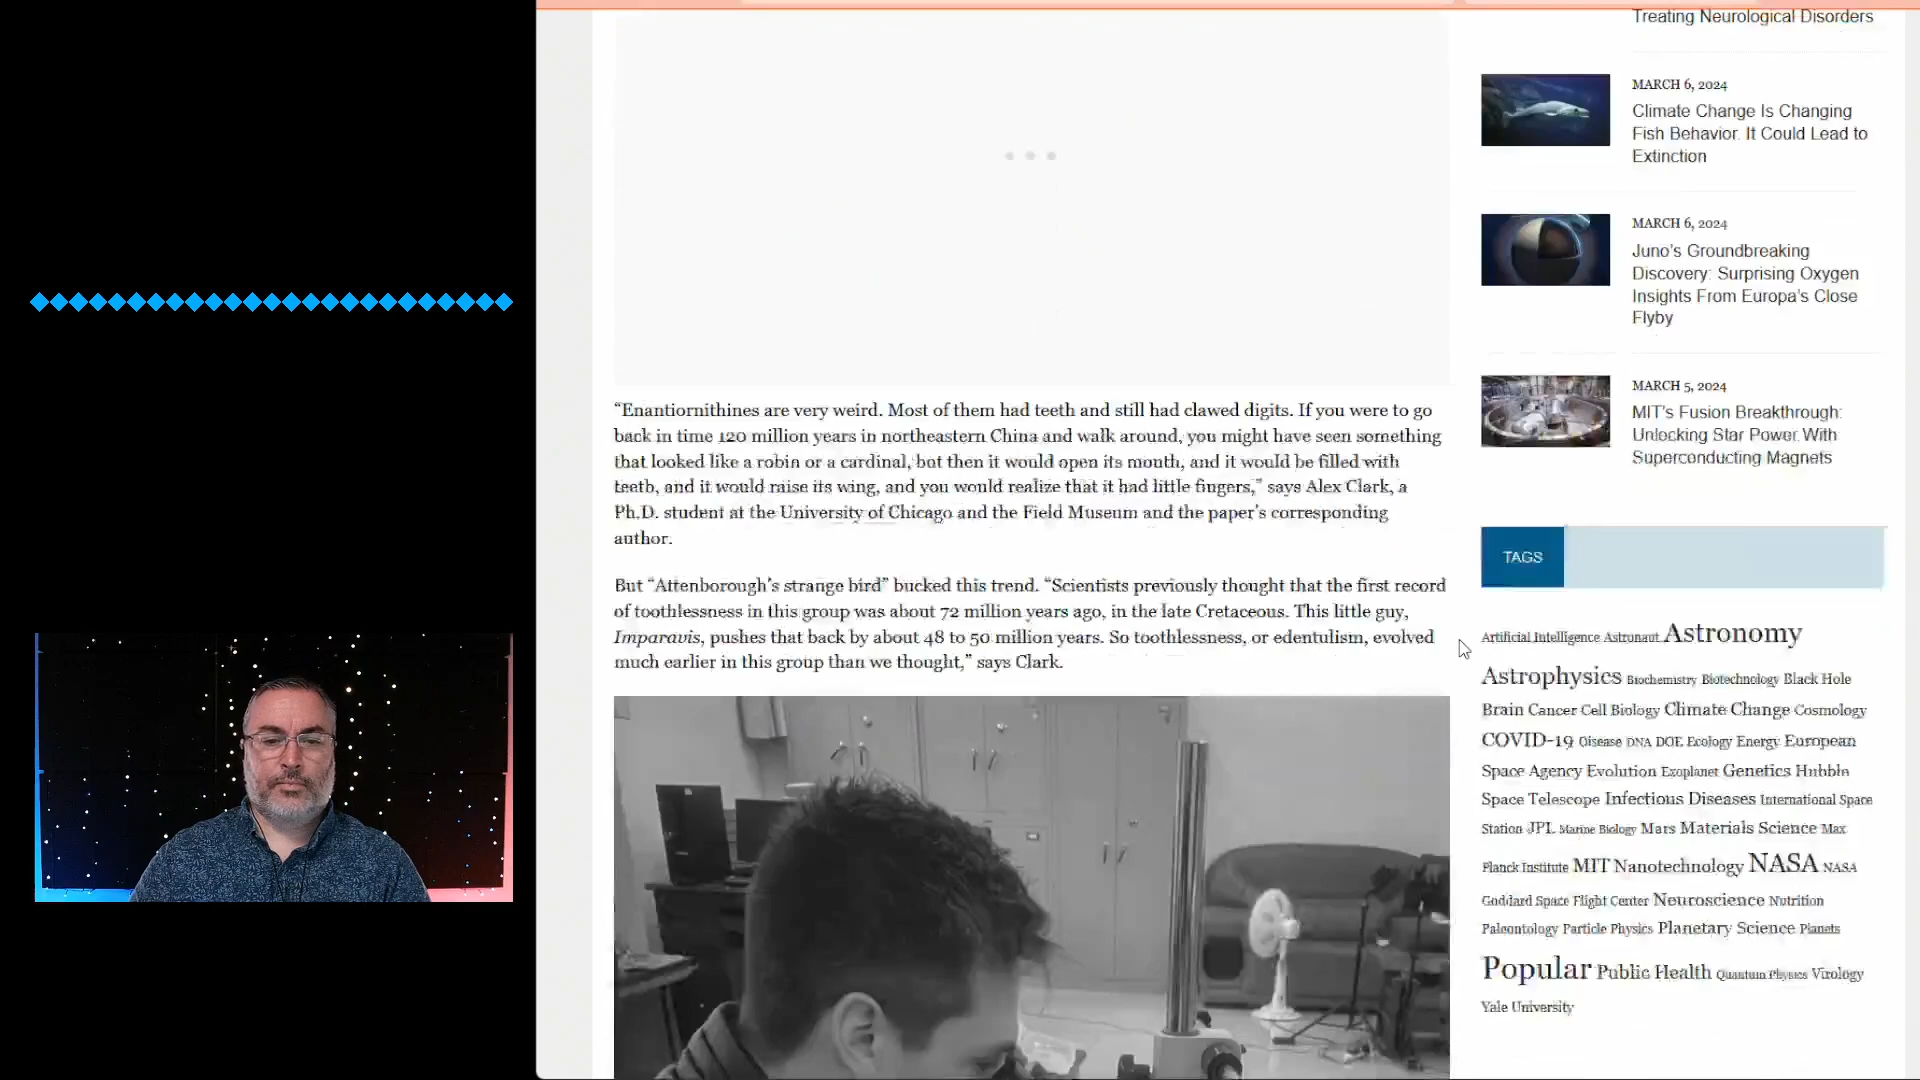 “Enantiornithines are very weird. Most of them had teeth and still had clawed digits. If you were to go
back in time 120 million years in northeastern China and walk around, you might have seen something
that looked like a robin or a cardinal, but then it would open its mouth, and it would be filled with
teeth, and it would raise its wing, and you would realize that it had little fingers,” says Alex Clark, a
Ph.D. student at the University of Chicago and the Field Museum and the paper’s corresponding
author.
But “Attenborough’s strange bird” bucked this trend. “Scientists previously thought that the first record
of toothlessness in this group was about 72 million years ago, in the late Cretaceous. This little guy,
Imparavis, pushes that back by about 48 to 50 million years. So toothlessness, or edentulism, evolved
much earlier in this group than we thought,” says Clark.
Treating Neurological Disorders
MARCH 6, 2024
Climate Change Is Changing
Fish Behavior. It Could Lead to
Extinction
MARCH 6, 2024
Juno’s Groundbreaking
Discovery: Surprising Oxygen
Insights From Europa’s Close
Flyby
MARCH 5, 2024
MIT’s Fusion Breakthrough:
Unlocking Star Power With
Superconducting Magnets
TAGS
Artificial Intelligence Astronaut Astronomy
Astrophysics Biochemistry Biotechnology Black Hole
Brain Cancer Cell Biology Climate Change Cosmology
COVID-19 Disease DNA DOE Ecology Energy European
Space Agency Evolution Exoplanet Genetics Hubble
Space Telescope Infectious Diseases International Space
Station JPL Marine Biology Mars Materials Science Max
Planck Institute MIT Nanotechnology NASA NASA
Goddard Space Flight Center Neuroscience Nutrition
Paleontology Particle Physics Planetary Science Planets
Popular Public Health Quantum Physics Virology
Yale University